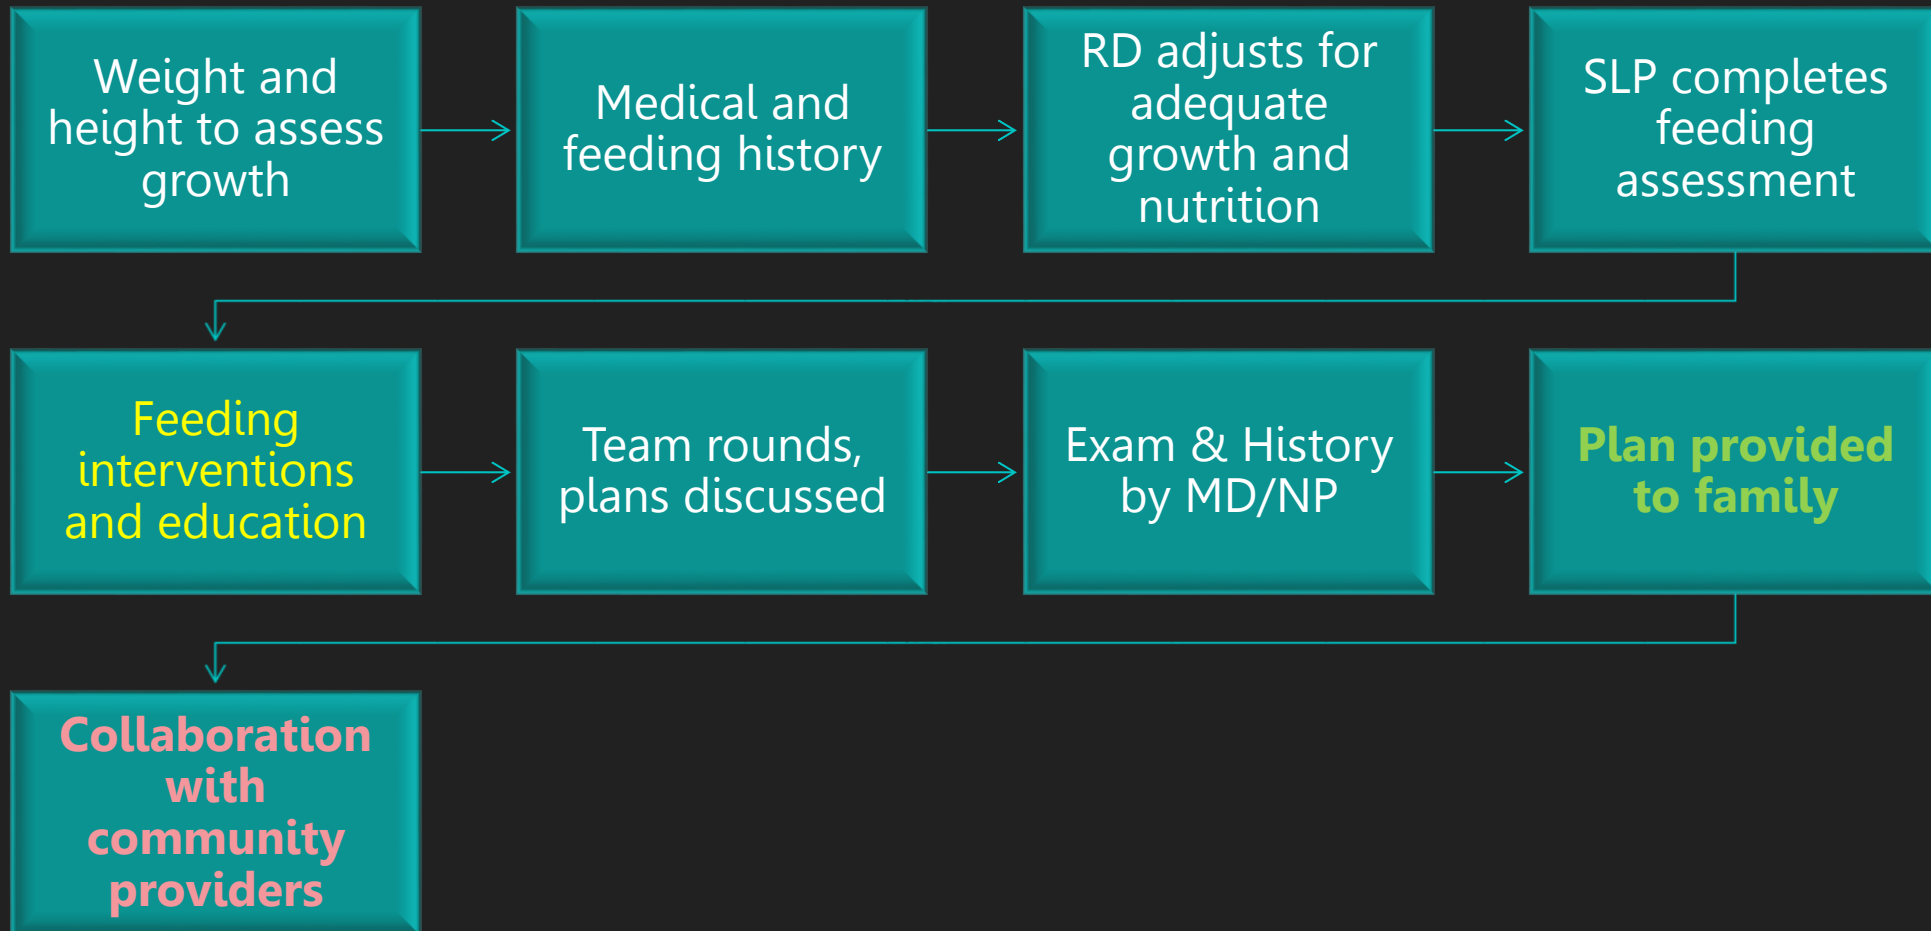 Weight and
height to assess
growth
Medical and
feeding history
RD adjusts for
adequate
growth and
nutrition
SLP completes
feeding
assessment
Feeding
interventions
and education
Team rounds,
plans discussed
Exam & History
by MD/NP
Plan provided
to family
Collaboration
with
community
providers